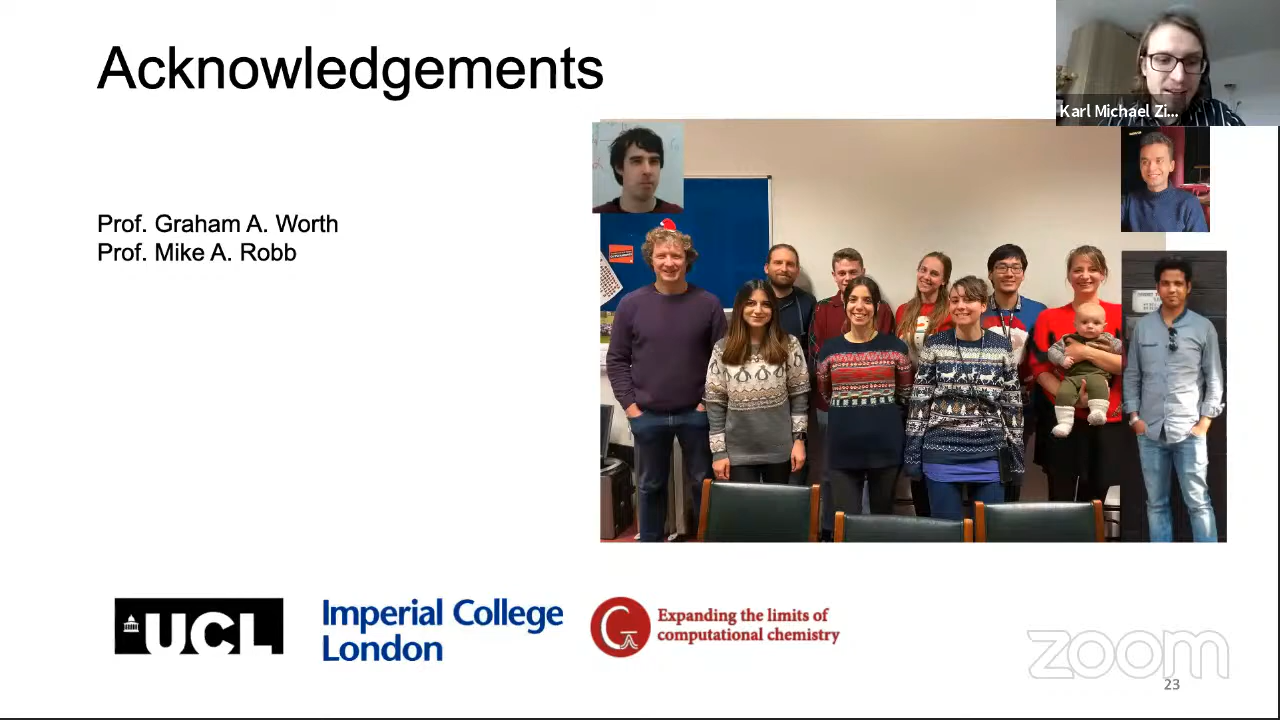 Acknowledgements
Karl Michael Zi...
Prof. Graham A. Worth
Prof. Mike A. Robb
UCL
Imperial College
London
Expanding the limits of
computational chemistry
zoom
23